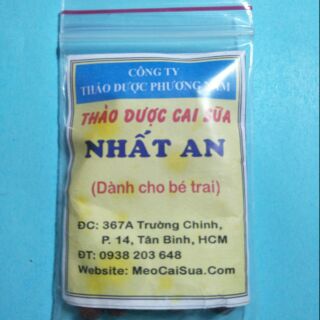 CÔNG TY
THẢO DƯỢC PHƯƠNG NAM
THẢO DƯỢC CAI SỮA
NHẤT AN
(Dành cho bé trai)
ĐC: 367A Trường Chinh,
P. 14, Tân Bình, HCM
ĐT: 0938 203 648
Website: MeoCaiSua.Com